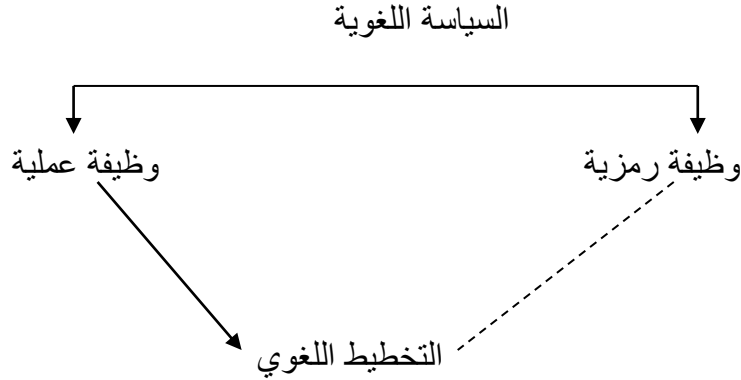 السياسة اللغوية
وظيفة رمزية
وظيفة عملية
التخطيط اللغوي